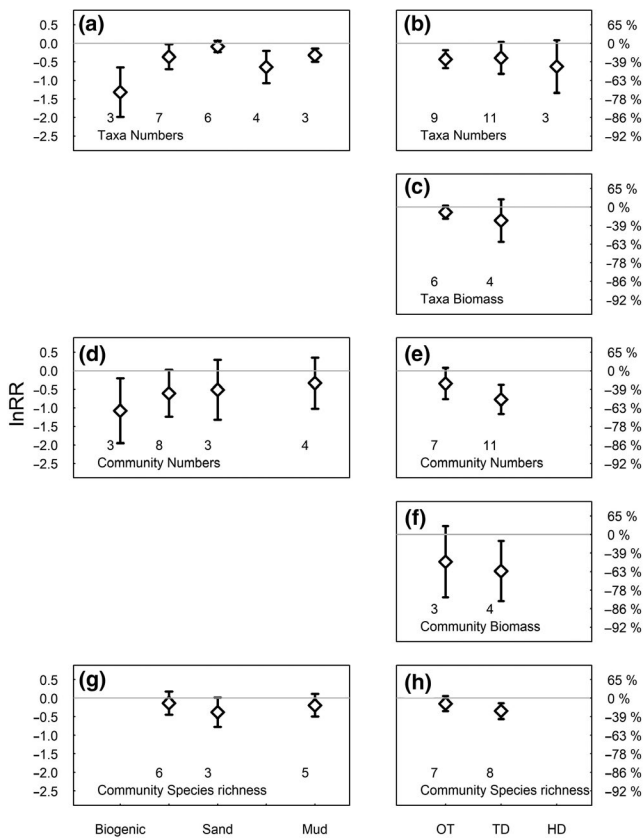 (a)
0.5
0.0
−0.5
−1.0
−1.5
−2.0
−2.5
3 7 6 4 3
Taxa Numbers
(b)
65 %
0 %
−39 %
−63 %
−78 %
−86 %
−92 %
9 11 3
Taxa Numbers
(c)
65 %
0 %
−39 %
−63 %
−78 %
−86 %
−92 %
6 4
Taxa Biomass
lnRR
(d)
0.5
0.0
−0.5
−1.0
−1.5
−2.0
−2.5
3 8 3 4
Community Numbers
(e)
65 %
0 %
−39 %
−63 %
−78 %
−86 %
−92 %
7 11
Community Numbers
(f)
65 %
0 %
−39 %
−63 %
−78 %
−86 %
−92 %
3 4
Community Biomass
(g)
0.5
0.0
−0.5
−1.0
−1.5
−2.0
−2.5
6 3 5
Community Species richness
Biogenic Sand Mud
(h)
65 %
0 %
−39 %
−63 %
−78 %
−86 %
−92 %
7 8
Community Species richness
OT TD HD